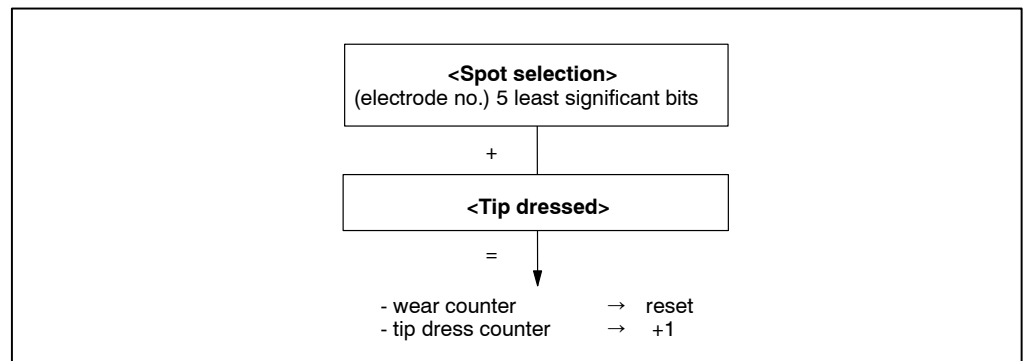 <Spot selection>
(electrode no.) 5 least significant bits
+
<Tip dressed>
=
- wear counter → reset
- tip dress counter → +1